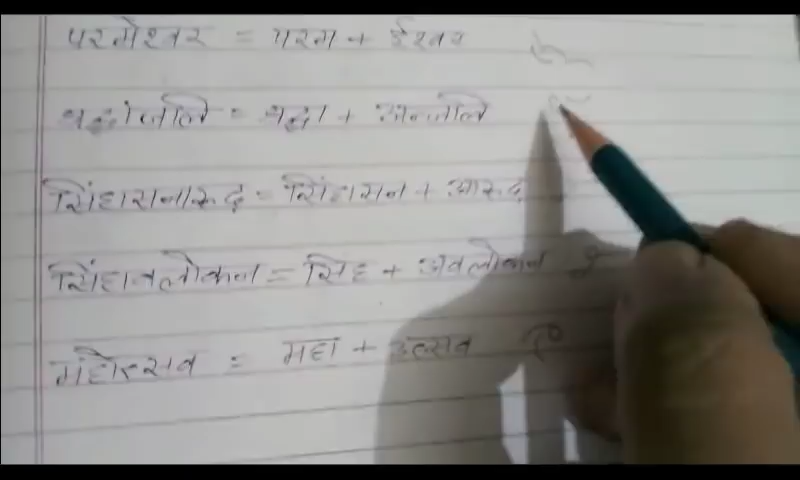 परमेश्वर = परम + ईश्वर
श्रद्धांजलि = श्रद्धा + अन्जलि
सिंहासनारूढ़ = सिंहासन + आरूढ़
सिंहावलोकन = सिंह + अवलोकन
महोत्सव = महा + उत्सव